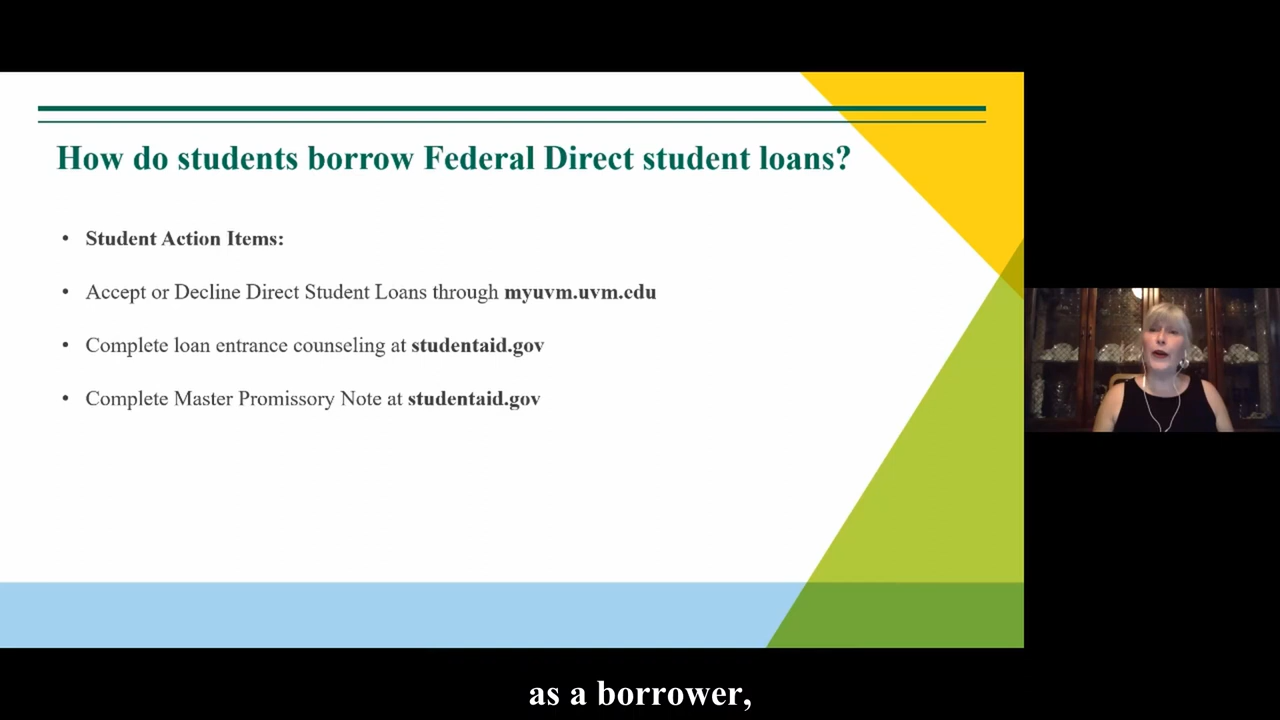 How do students borrow Federal Direct student loans?
• Student Action Items:
• Accept or Decline Direct Student Loans through myuvm.uvm.edu
• Complete loan entrance counseling at studentaid.gov
• Complete Master Promissory Note at studentaid.gov
as a borrower,